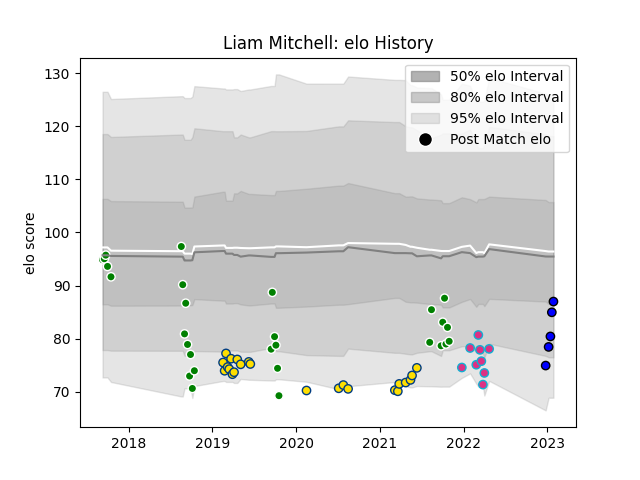 Liam Mitchell: elo History
50% elo Interval
80% elo Interval
95% elo Interval
Post Match elo
elo score
130
120
110
100
90
80
70
2018
2019
2020
2021
2022
2023